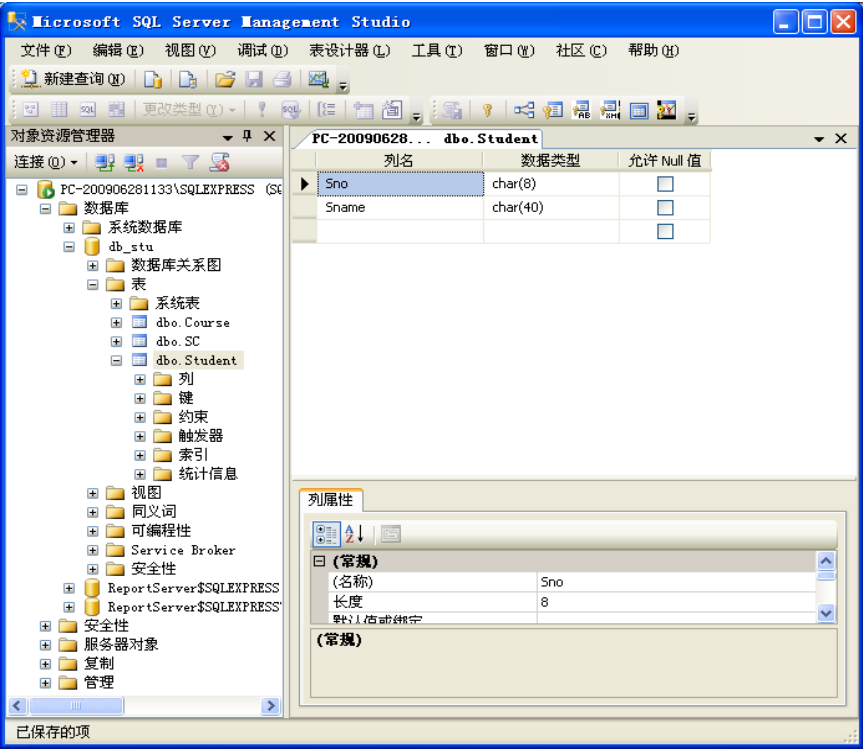 Microsoft SQL Server Management Studio
文件(F) 编辑(E) 视图(V) 调试(D) 表设计器(L) 工具(T) 窗口(W) 社区(C) 帮助(H)
新建查询(N)
更改类型(Y)
对象资源管理器
PC-20090628... dbo.Student
连接(O)
列名 数据类型 允许 Null 值
Sno char(8)
Sname char(40)
PC-200906281133\SQLEXPRESS (SQ
数据库
系统数据库
db_stu
数据库关系图
表
系统表
dbo.Course
dbo.SC
dbo.Student
列
键
约束
触发器
索引
统计信息
视图
同义词
可编程性
Service Broker
安全性
ReportServer$SQLEXPRESS
ReportServer$SQLEXPRESS
安全性
服务器对象
复制
管理
列属性
(常规)
(名称) Sno
长度 8
默认值或绑定
(常规)
已保存的项